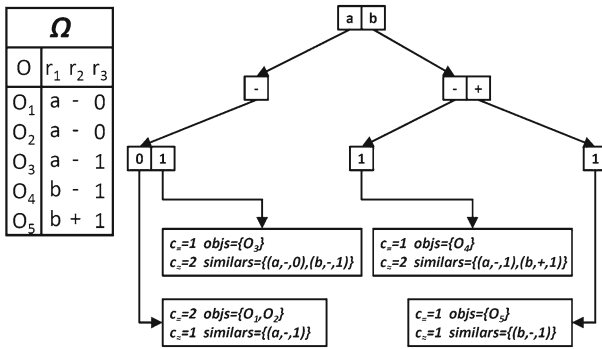 Ω
O r₁ r₂ r₃
O₁ a - 0
O₂ a - 0
O₃ a - 1
O₄ b - 1
O₅ b + 1
a b
-
- +
0 1
1
1
c₌=1 objs={O₃}
c≈=2 similars={(a,-,0),(b,-,1)}
c₌=1 objs={O₄}
c≈=2 similars={(a,-,1),(b,+,1)}
c₌=2 objs={O₁,O₂}
c≈=1 similars={(a,-,1)}
c₌=1 objs={O₅}
c≈=1 similars={(b,-,1)}